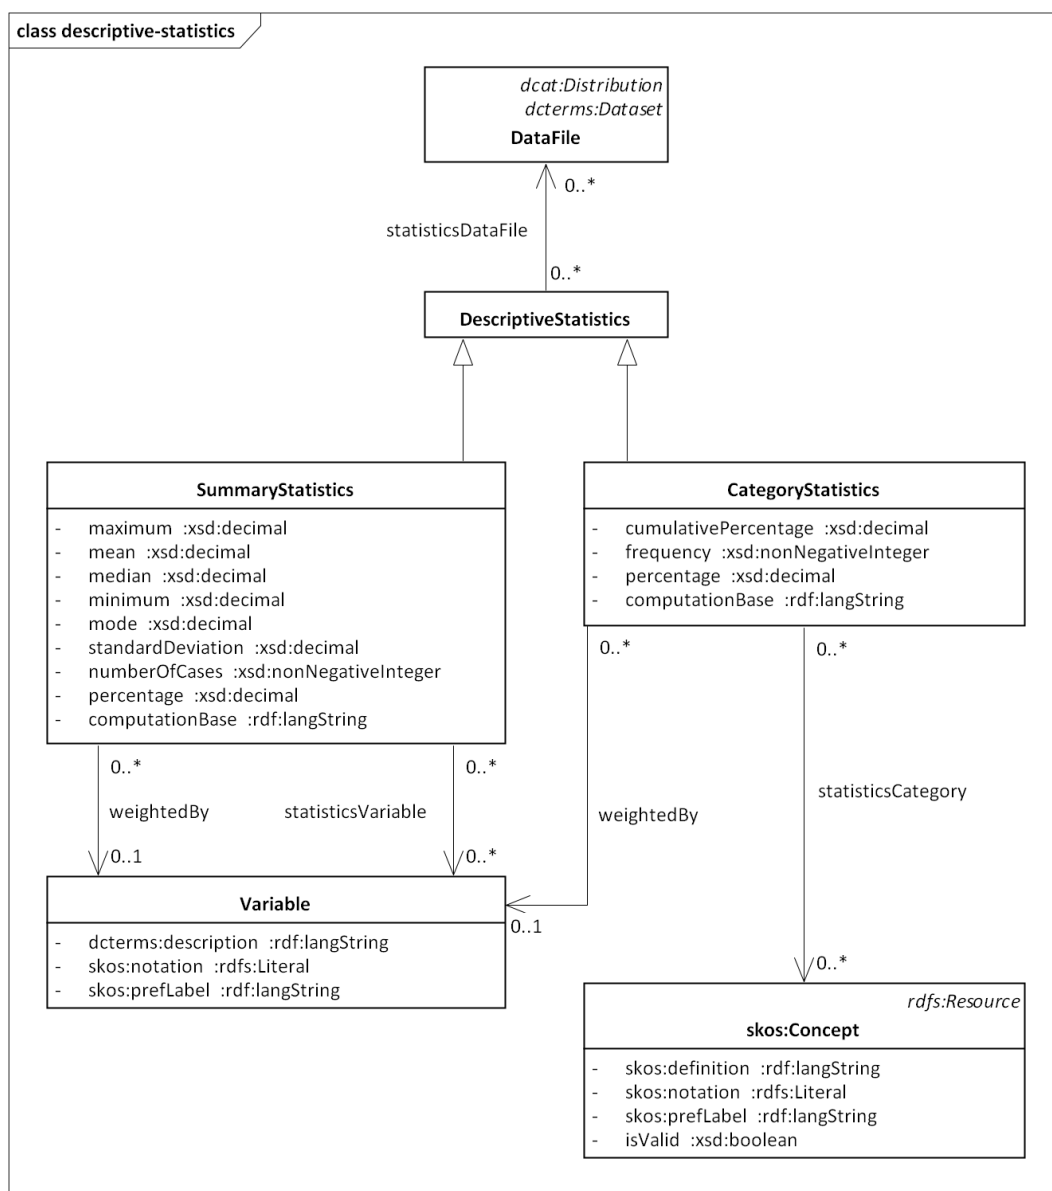 class descriptive-statistics
dcat:Distribution
dcterms:Dataset
DataFile
0..*
statisticsDataFile
0..*
DescriptiveStatistics
SummaryStatistics
- maximum :xsd:decimal
- mean :xsd:decimal
- median :xsd:decimal
- minimum :xsd:decimal
- mode :xsd:decimal
- standardDeviation :xsd:decimal
- numberOfCases :xsd:nonNegativeInteger
- percentage :xsd:decimal
- computationBase :rdf:langString
CategoryStatistics
- cumulativePercentage :xsd:decimal
- frequency :xsd:nonNegativeInteger
- percentage :xsd:decimal
- computationBase :rdf:langString
0..*
weightedBy
0..1
0..*
statisticsVariable
0..*
0..*
weightedBy
0..1
0..*
statisticsCategory
0..*
Variable
- dcterms:description :rdf:langString
- skos:notation :rdfs:Literal
- skos:prefLabel :rdf:langString
rdfs:Resource
skos:Concept
- skos:definition :rdf:langString
- skos:notation :rdfs:Literal
- skos:prefLabel :rdf:langString
- isValid :xsd:boolean